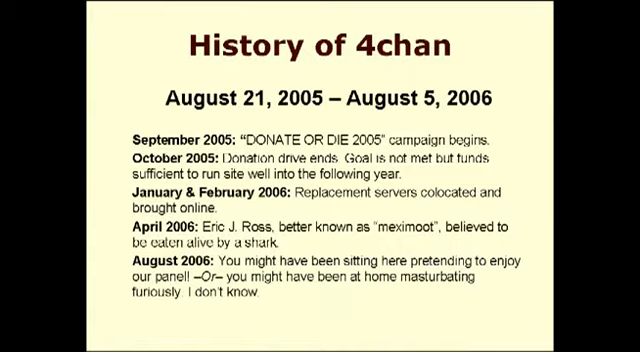 History of 4chan
August 21, 2005 – August 5, 2006
September 2005: “DONATE OR DIE 2005” campaign begins.
October 2005: Donation drive ends. Goal is not met but funds
sufficient to run site well into the following year.
January & February 2006: Replacement servers colocated and
brought online.
April 2006: Eric J. Ross, better known as “meximoot”, believed to
be eaten alive by a shark.
August 2006: You might have been sitting here pretending to enjoy
our panel! –Or– you might have been at home masturbating
furiously. I don’t know.